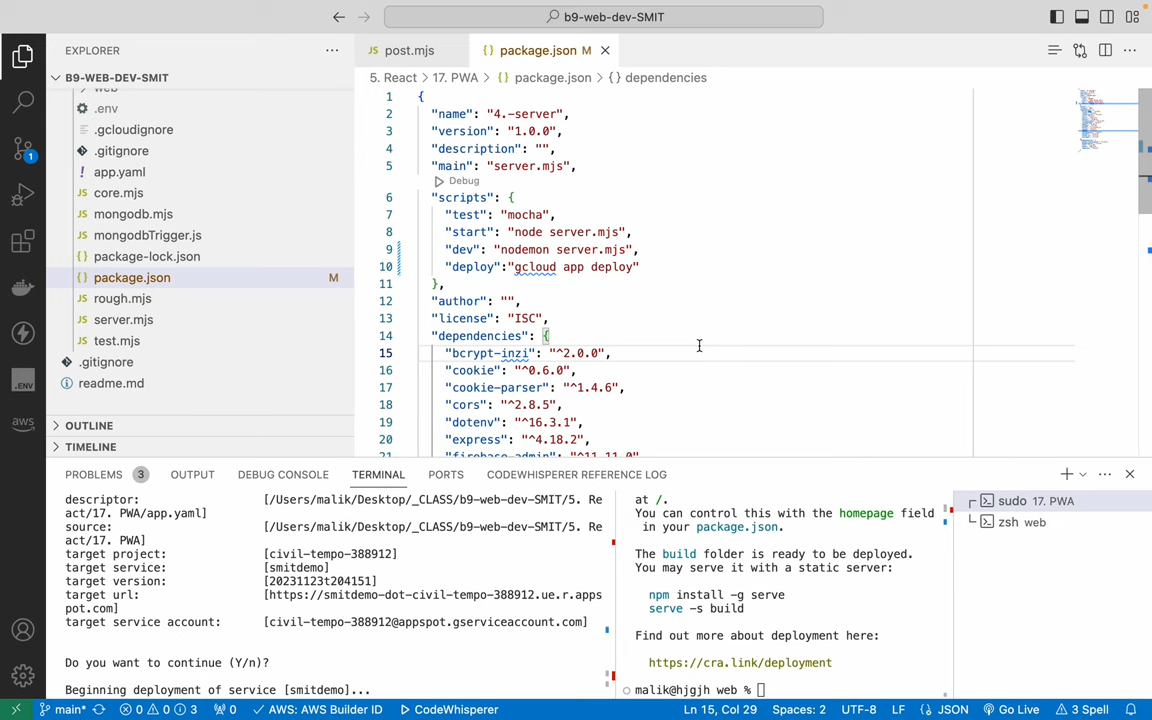 b9-web-dev-SMIT
EXPLORER
B9-WEB-DEV-SMIT
web
.env
.gcloudignore
.gitignore
app.yaml
core.mjs
mongodb.mjs
mongodbTrigger.js
package-lock.json
package.json M
rough.mjs
server.mjs
test.mjs
.gitignore
readme.md
OUTLINE
TIMELINE
post.mjs
package.json M
5. React > 17. PWA > {} package.json > {} dependencies
1 {
2 "name": "4.-server",
3 "version": "1.0.0",
4 "description": "",
5 "main": "server.mjs",
Debug
6 "scripts": {
7 "test": "mocha",
8 "start": "node server.mjs",
9 "dev": "nodemon server.mjs",
10 "deploy":"gcloud app deploy"
11 },
12 "author": "",
13 "license": "ISC",
14 "dependencies": {
15 "bcrypt-inzi": "^2.0.0",
16 "cookie": "^0.6.0",
17 "cookie-parser": "^1.4.6",
18 "cors": "^2.8.5",
19 "dotenv": "^16.3.1",
20 "express": "^4.18.2",
21 "firebase-admin": "^11.11.0",
PROBLEMS 3 OUTPUT DEBUG CONSOLE TERMINAL PORTS CODEWHISPERER REFERENCE LOG
descriptor: [/Users/malik/Desktop/_CLASS/b9-web-dev-SMIT/5. Re
act/17. PWA/app.yaml]
source: [/Users/malik/Desktop/_CLASS/b9-web-dev-SMIT/5. Re
act/17. PWA]
target project: [civil-tempo-388912]
target service: [smitdemo]
target version: [20231123t204151]
target url: [https://smitdemo-dot-civil-tempo-388912.ue.r.apps
pot.com]
target service account: [civil-tempo-388912@appspot.gserviceaccount.com]
Do you want to continue (Y/n)?
Beginning deployment of service [smitdemo]...
at /.
You can control this with the homepage field
in your package.json.
The build folder is ready to be deployed.
You may serve it with a static server:
npm install -g serve
serve -s build
Find out more about deployment here:
https://cra.link/deployment
malik@hjgjh web %
sudo 17. PWA
zsh web
1
.ENV
aws
main* 0 0 3 0 AWS: AWS Builder ID CodeWhisperer Ln 15, Col 29 Spaces: 2 UTF-8 LF {} JSON Go Live 3 Spell